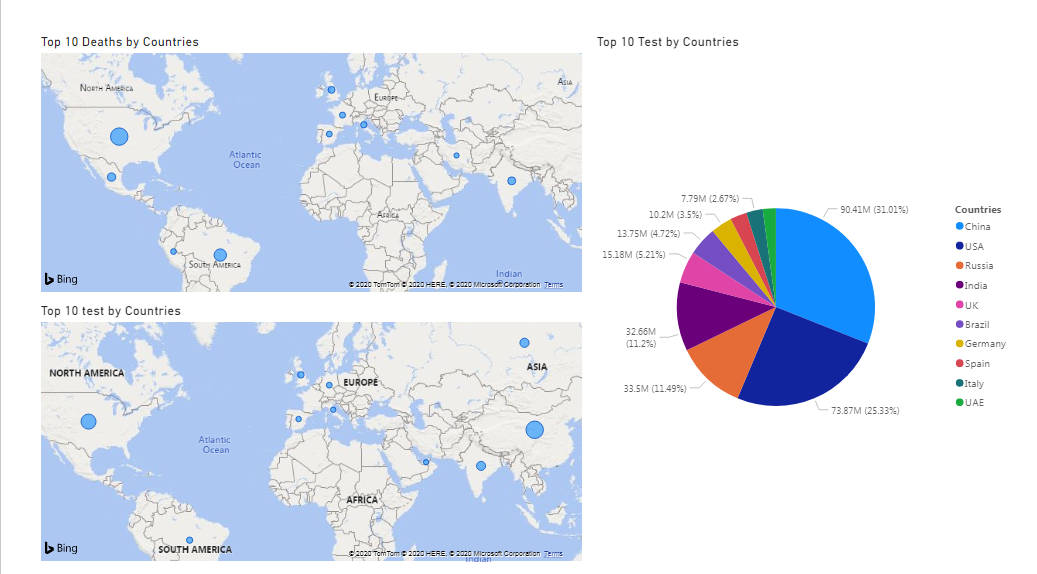 Top 10 Deaths by Countries
NORTH AMERICA
EUROPE
ASIA
Atlantic
Ocean
AFRICA
SOUTH AMERICA
Indian
Bing
© 2020 TomTom © 2020 HERE, © 2020 Microsoft Corporation Terms
Top 10 test by Countries
NORTH AMERICA
EUROPE
ASIA
Atlantic
Ocean
AFRICA
SOUTH AMERICA
Indian
Bing
© 2020 TomTom © 2020 HERE, © 2020 Microsoft Corporation Terms
Top 10 Test by Countries
7.79M (2.67%)
10.2M (3.5%)
13.75M (4.72%)
15.18M (5.21%)
32.66M
(11.2%)
33.5M (11.49%)
90.41M (31.01%)
73.87M (25.33%)
Countries
China
USA
Russia
India
UK
Brazil
Germany
Spain
Italy
UAE